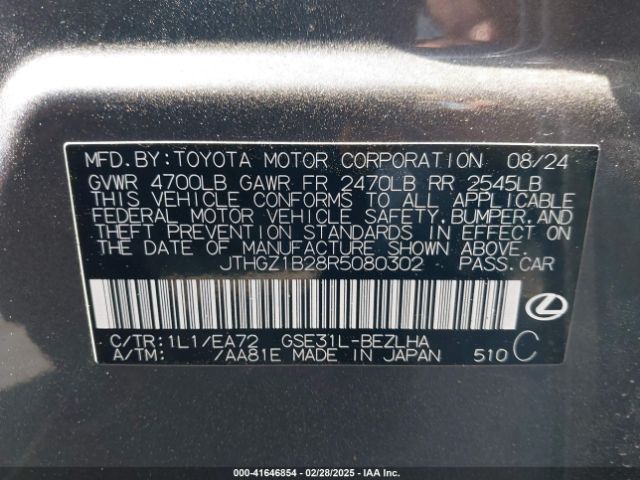 MFD.BY:TOYOTA MOTOR CORPORATION 08/24
GVWR 4700LB GAWR FR 2470LB RR 2545LB
THIS VEHICLE CONFORMS TO ALL APPLICABLE
FEDERAL MOTOR VEHICLE SAFETY,BUMPER,AND
THEFT PREVENTION STANDARDS IN EFFECT ON
THE DATE OF MANUFACTURE SHOWN ABOVE.
JTHGZ1B28R5080302 PASS.CAR
C/TR:1L1/EA72 GSE31L-BEZLHA
A/TM: /AA81E MADE IN JAPAN 510 C
000-41646854 / 02/28/2025 - IAA Inc.